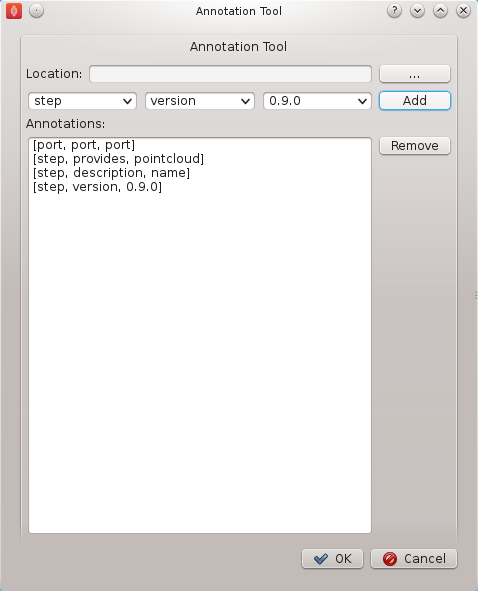 Annotation Tool
Annotation Tool
Location:
...
step version 0.9.0 Add
Annotations:
[port, port, port]
[step, provides, pointcloud]
[step, description, name]
[step, version, 0.9.0]
Remove
OK Cancel